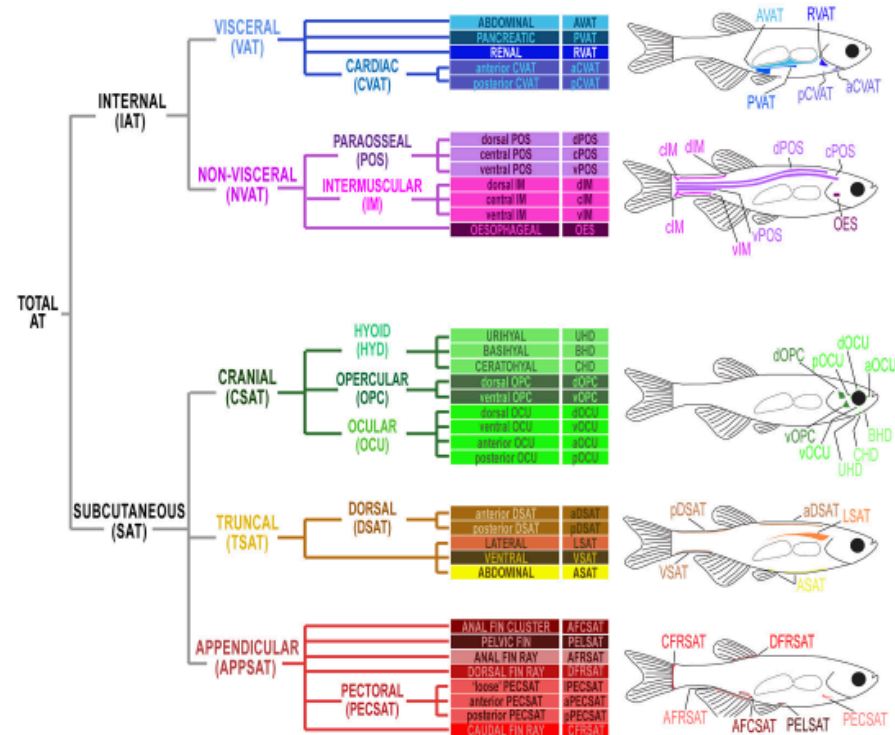 TOTAL
AT
INTERNAL
(IAT)
VISCERAL
(VAT)
ABDOMINAL AVAT
PANCREATIC PVAT
RENAL RVAT
CARDIAC
(CVAT)
anterior CVAT aCVAT
posterior CVAT pCVAT
AVAT RVAT
PVAT pCVAT aCVAT
NON-VISCERAL
(NVAT)
PARAOSSEAL
(POS)
dorsal POS dPOS
central POS cPOS
ventral POS vPOS
INTERMUSCULAR
(IM)
dorsal IM dIM
central IM cIM
ventral IM vIM
OESOPHAGEAL OES
cIM dIM dPOS cPOS
cIM vIM vPOS OES
SUBCUTANEOUS
(SAT)
CRANIAL
(CSAT)
HYOID
(HYD)
URIHYAL UHD
BASIHYAL BHD
CERATOHYAL CHD
OPERCULAR
(OPC)
dorsal OPC dOPC
ventral OPC vOPC
OCULAR
(OCU)
dorsal OCU dOCU
ventral OCU vOCU
anterior OCU aOCU
posterior OCU pOCU
dOPC pOCU dOCU aOCU
vOPC vOCU UHD CHD BHD
TRUNCAL
(TSAT)
DORSAL
(DSAT)
anterior DSAT aDSAT
posterior DSAT pDSAT
LATERAL LSAT
VENTRAL VSAT
ABDOMINAL ASAT
pDSAT aDSAT LSAT
VSAT ASAT
APPENDICULAR
(APPSAT)
ANAL FIN CLUSTER AFCSAT
PELVIC FIN PELSAT
ANAL FIN RAY AFRSAT
DORSAL FIN RAY DFRSAT
PECTORAL
(PECSAT)
'loose' PECSAT lPECSAT
anterior PECSAT aPECSAT
posterior PECSAT pPECSAT
CAUDAL FIN RAY CFRSAT
CFRSAT DFRSAT
AFRSAT AFCSAT PELSAT PECSAT